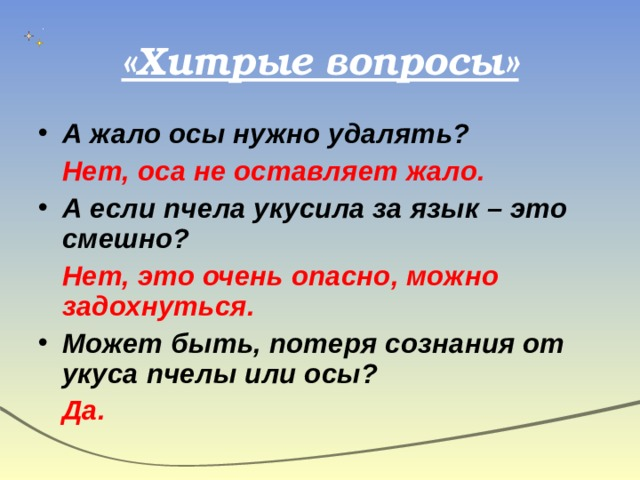 «Хитрые вопросы»
• А жало осы нужно удалять?
Нет, оса не оставляет жало.
• А если пчела укусила за язык – это
смешно?
Нет, это очень опасно, можно
задохнуться.
• Может быть, потеря сознания от
укуса пчелы или осы?
Да.